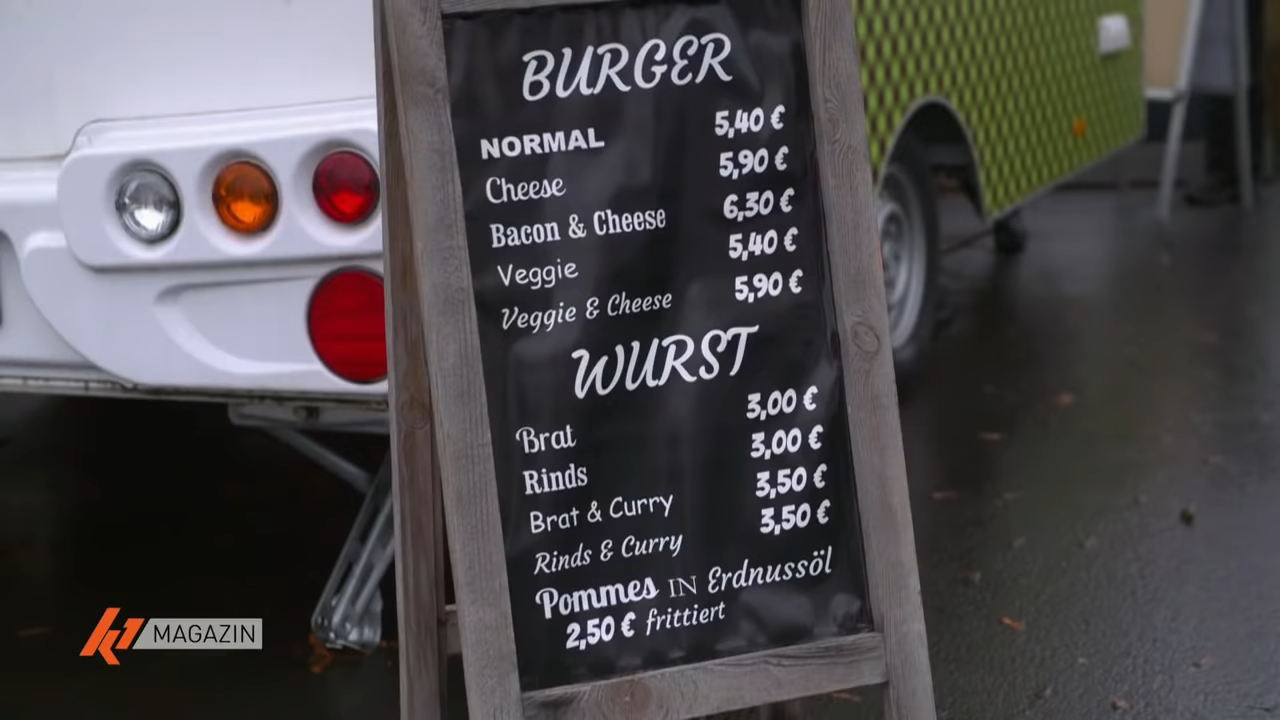 BURGER
NORMAL 5,40 €
Cheese 5,90 €
Bacon & Cheese 6,30 €
Veggie 5,40 €
Veggie & Cheese 5,90 €
WURST
Brat 3,00 €
Rinds 3,00 €
Brat & Curry 3,50 €
Rinds & Curry 3,50 €
Pommes IN Erdnussöl
2,50 € frittiert
K1 MAGAZIN